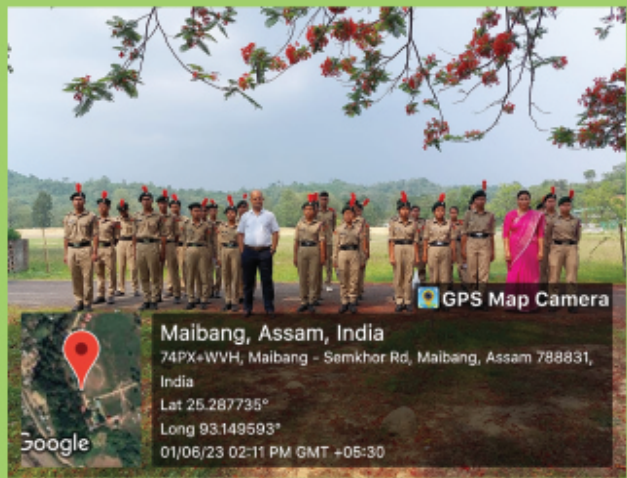 GPS Map Camera
Maibang, Assam, India
74PX+WVH, Maibang - Semkhor Rd, Maibang, Assam 788831,
India
Lat 25.287735°
Long 93.149593°
01/06/23 02:11 PM GMT +05:30
Google